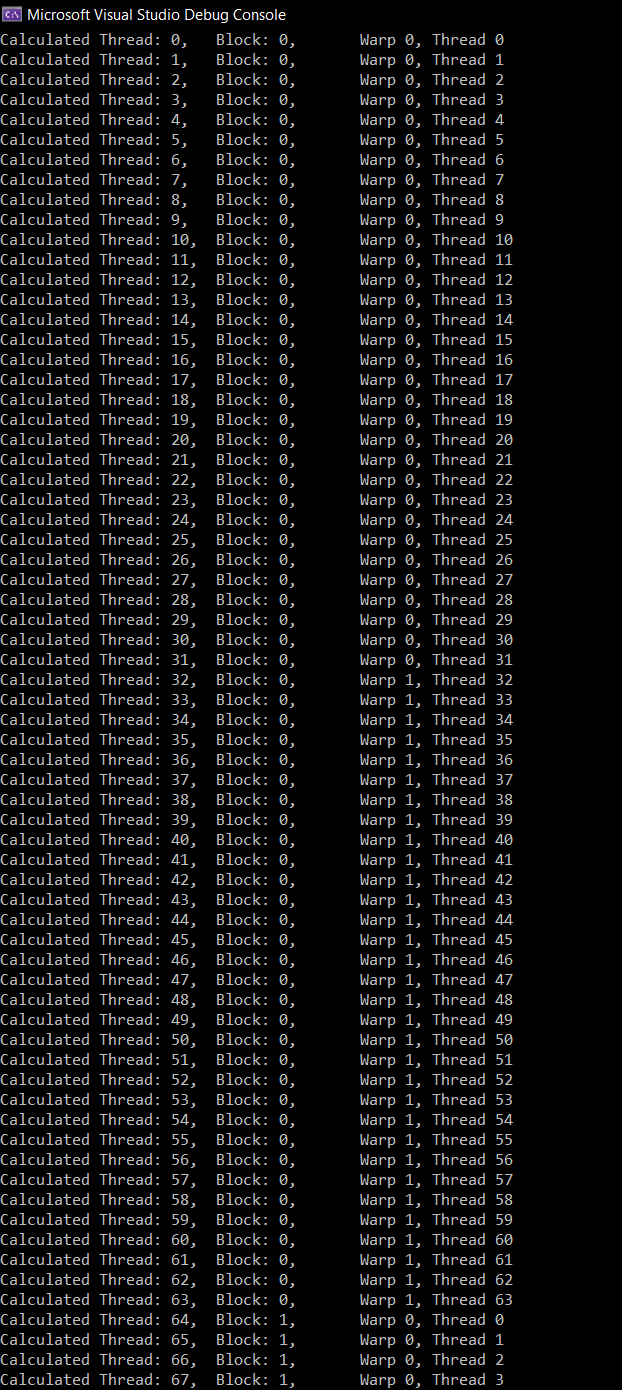 Microsoft Visual Studio Debug Console
Calculated Thread: 0, Block: 0, Warp 0, Thread 0
Calculated Thread: 1, Block: 0, Warp 0, Thread 1
Calculated Thread: 2, Block: 0, Warp 0, Thread 2
Calculated Thread: 3, Block: 0, Warp 0, Thread 3
Calculated Thread: 4, Block: 0, Warp 0, Thread 4
Calculated Thread: 5, Block: 0, Warp 0, Thread 5
Calculated Thread: 6, Block: 0, Warp 0, Thread 6
Calculated Thread: 7, Block: 0, Warp 0, Thread 7
Calculated Thread: 8, Block: 0, Warp 0, Thread 8
Calculated Thread: 9, Block: 0, Warp 0, Thread 9
Calculated Thread: 10, Block: 0, Warp 0, Thread 10
Calculated Thread: 11, Block: 0, Warp 0, Thread 11
Calculated Thread: 12, Block: 0, Warp 0, Thread 12
Calculated Thread: 13, Block: 0, Warp 0, Thread 13
Calculated Thread: 14, Block: 0, Warp 0, Thread 14
Calculated Thread: 15, Block: 0, Warp 0, Thread 15
Calculated Thread: 16, Block: 0, Warp 0, Thread 16
Calculated Thread: 17, Block: 0, Warp 0, Thread 17
Calculated Thread: 18, Block: 0, Warp 0, Thread 18
Calculated Thread: 19, Block: 0, Warp 0, Thread 19
Calculated Thread: 20, Block: 0, Warp 0, Thread 20
Calculated Thread: 21, Block: 0, Warp 0, Thread 21
Calculated Thread: 22, Block: 0, Warp 0, Thread 22
Calculated Thread: 23, Block: 0, Warp 0, Thread 23
Calculated Thread: 24, Block: 0, Warp 0, Thread 24
Calculated Thread: 25, Block: 0, Warp 0, Thread 25
Calculated Thread: 26, Block: 0, Warp 0, Thread 26
Calculated Thread: 27, Block: 0, Warp 0, Thread 27
Calculated Thread: 28, Block: 0, Warp 0, Thread 28
Calculated Thread: 29, Block: 0, Warp 0, Thread 29
Calculated Thread: 30, Block: 0, Warp 0, Thread 30
Calculated Thread: 31, Block: 0, Warp 0, Thread 31
Calculated Thread: 32, Block: 0, Warp 1, Thread 32
Calculated Thread: 33, Block: 0, Warp 1, Thread 33
Calculated Thread: 34, Block: 0, Warp 1, Thread 34
Calculated Thread: 35, Block: 0, Warp 1, Thread 35
Calculated Thread: 36, Block: 0, Warp 1, Thread 36
Calculated Thread: 37, Block: 0, Warp 1, Thread 37
Calculated Thread: 38, Block: 0, Warp 1, Thread 38
Calculated Thread: 39, Block: 0, Warp 1, Thread 39
Calculated Thread: 40, Block: 0, Warp 1, Thread 40
Calculated Thread: 41, Block: 0, Warp 1, Thread 41
Calculated Thread: 42, Block: 0, Warp 1, Thread 42
Calculated Thread: 43, Block: 0, Warp 1, Thread 43
Calculated Thread: 44, Block: 0, Warp 1, Thread 44
Calculated Thread: 45, Block: 0, Warp 1, Thread 45
Calculated Thread: 46, Block: 0, Warp 1, Thread 46
Calculated Thread: 47, Block: 0, Warp 1, Thread 47
Calculated Thread: 48, Block: 0, Warp 1, Thread 48
Calculated Thread: 49, Block: 0, Warp 1, Thread 49
Calculated Thread: 50, Block: 0, Warp 1, Thread 50
Calculated Thread: 51, Block: 0, Warp 1, Thread 51
Calculated Thread: 52, Block: 0, Warp 1, Thread 52
Calculated Thread: 53, Block: 0, Warp 1, Thread 53
Calculated Thread: 54, Block: 0, Warp 1, Thread 54
Calculated Thread: 55, Block: 0, Warp 1, Thread 55
Calculated Thread: 56, Block: 0, Warp 1, Thread 56
Calculated Thread: 57, Block: 0, Warp 1, Thread 57
Calculated Thread: 58, Block: 0, Warp 1, Thread 58
Calculated Thread: 59, Block: 0, Warp 1, Thread 59
Calculated Thread: 60, Block: 0, Warp 1, Thread 60
Calculated Thread: 61, Block: 0, Warp 1, Thread 61
Calculated Thread: 62, Block: 0, Warp 1, Thread 62
Calculated Thread: 63, Block: 0, Warp 1, Thread 63
Calculated Thread: 64, Block: 1, Warp 0, Thread 0
Calculated Thread: 65, Block: 1, Warp 0, Thread 1
Calculated Thread: 66, Block: 1, Warp 0, Thread 2
Calculated Thread: 67, Block: 1, Warp 0, Thread 3